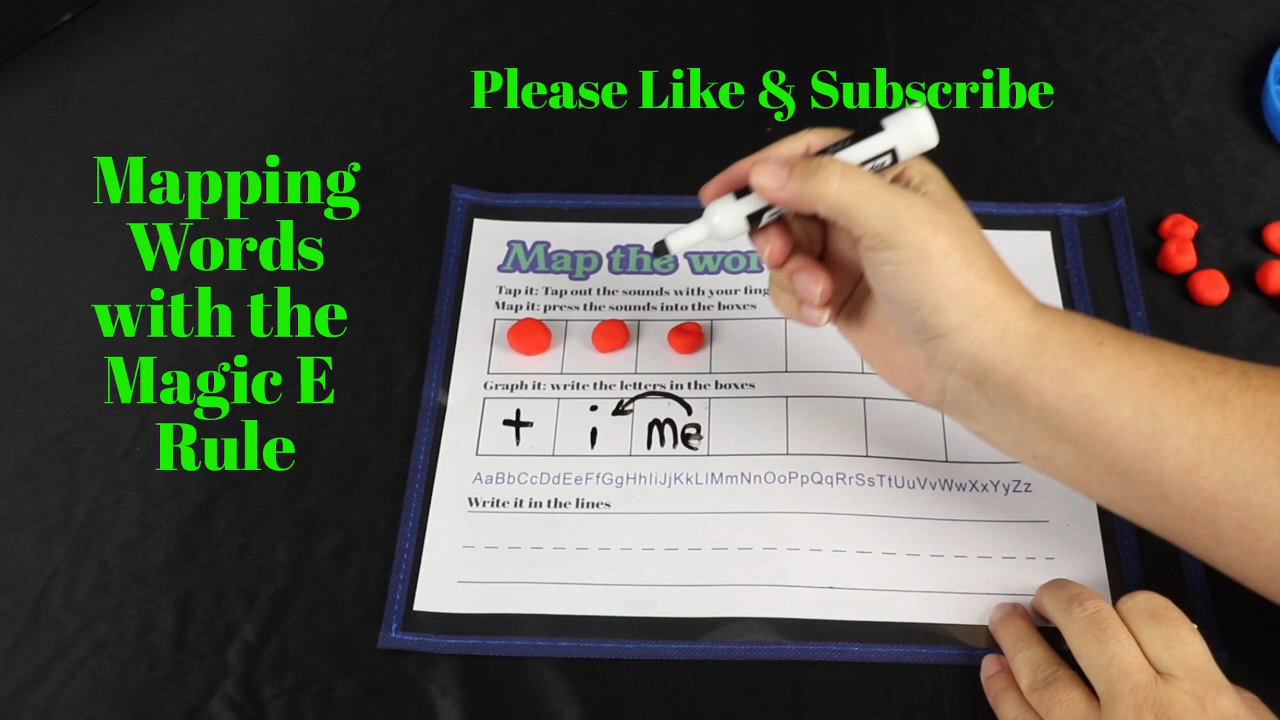 Please Like & Subscribe
Mapping
Words
with the
Magic E
Rule
Map the wor
Tap it: Tap out the sounds with your fing
Map it: press the sounds into the boxes
Graph it: write the letters in the boxes
t i me
AaBbCcDdEeFfGgHhIiJjKkLlMmNnOoPpQqRrSsTtUuVvWwXxYyZz
Write it in the lines